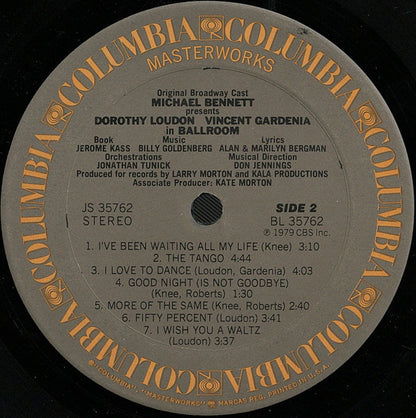 COLUMBIA COLUMBIA COLUMBIA COLUMBIA COLUMBIA COLUMBIA
MASTERWORKS
Original Broadway Cast
MICHAEL BENNETT
presents
DOROTHY LOUDON VINCENT GARDENIA
in BALLROOM
Book Music Lyrics
JEROME KASS BILLY GOLDENBERG ALAN & MARILYN BERGMAN
Orchestrations Musical Direction
JONATHAN TUNICK DON JENNINGS
Produced for records by LARRY MORTON and KALA PRODUCTIONS
Associate Producer: KATE MORTON
JS 35762 SIDE 2
STEREO BL 35762
℗ 1979 CBS Inc.
1. I'VE BEEN WAITING ALL MY LIFE (Knee) 3:10
2. THE TANGO 4:44
3. I LOVE TO DANCE (Loudon, Gardenia) 4:03
4. GOOD NIGHT (IS NOT GOODBYE)
(Knee, Roberts) 1:30
5. MORE OF THE SAME (Knee, Roberts) 2:40
6. FIFTY PERCENT (Loudon) 3:41
7. I WISH YOU A WALTZ
(Loudon) 3:37
"COLUMBIA", "MASTERWORKS", MARCAS REG. PRINTED IN U.S.A.